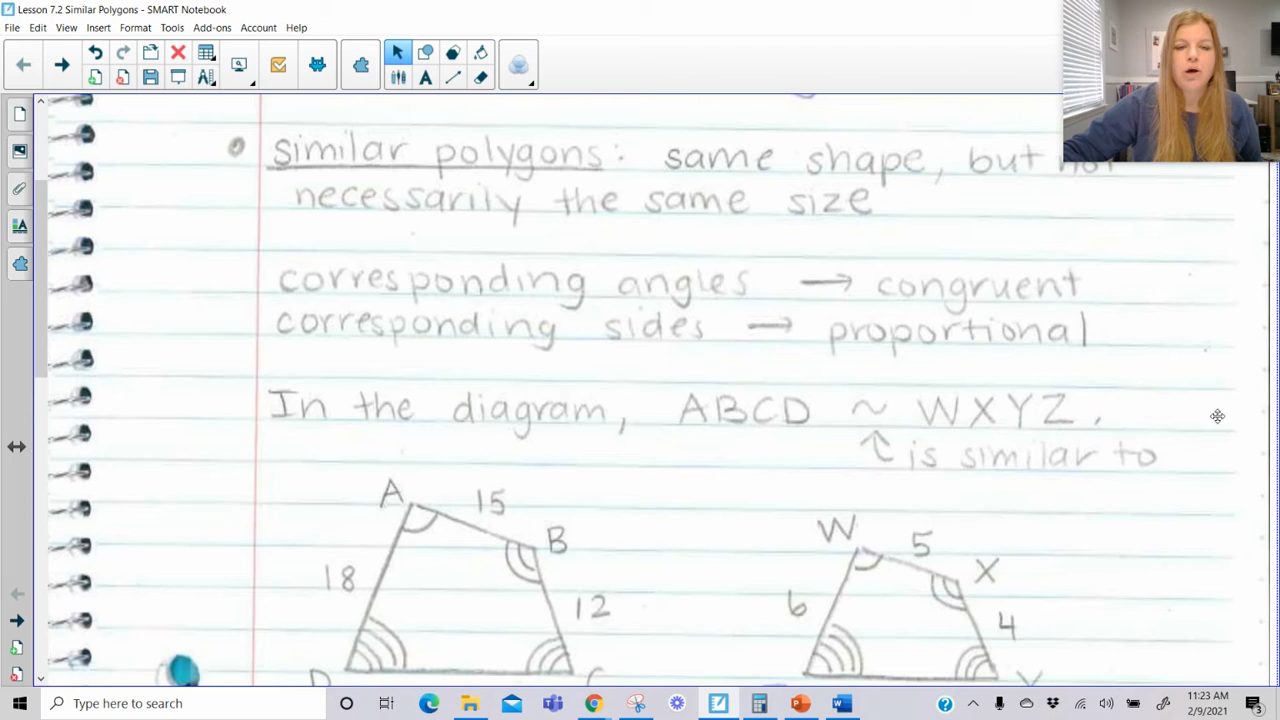 Lesson 7.2 Similar Polygons - SMART Notebook
File Edit View Insert Format Tools Add-ons Account Help
similar polygons: same shape, but not
necessarily the same size
corresponding angles → congruent
corresponding sides → proportional
In the diagram, ABCD ~ WXYZ.
↑ is similar to
A 15 B
18 12
W 5 X
6 4
Type here to search
11:23 AM
2/9/2021
3